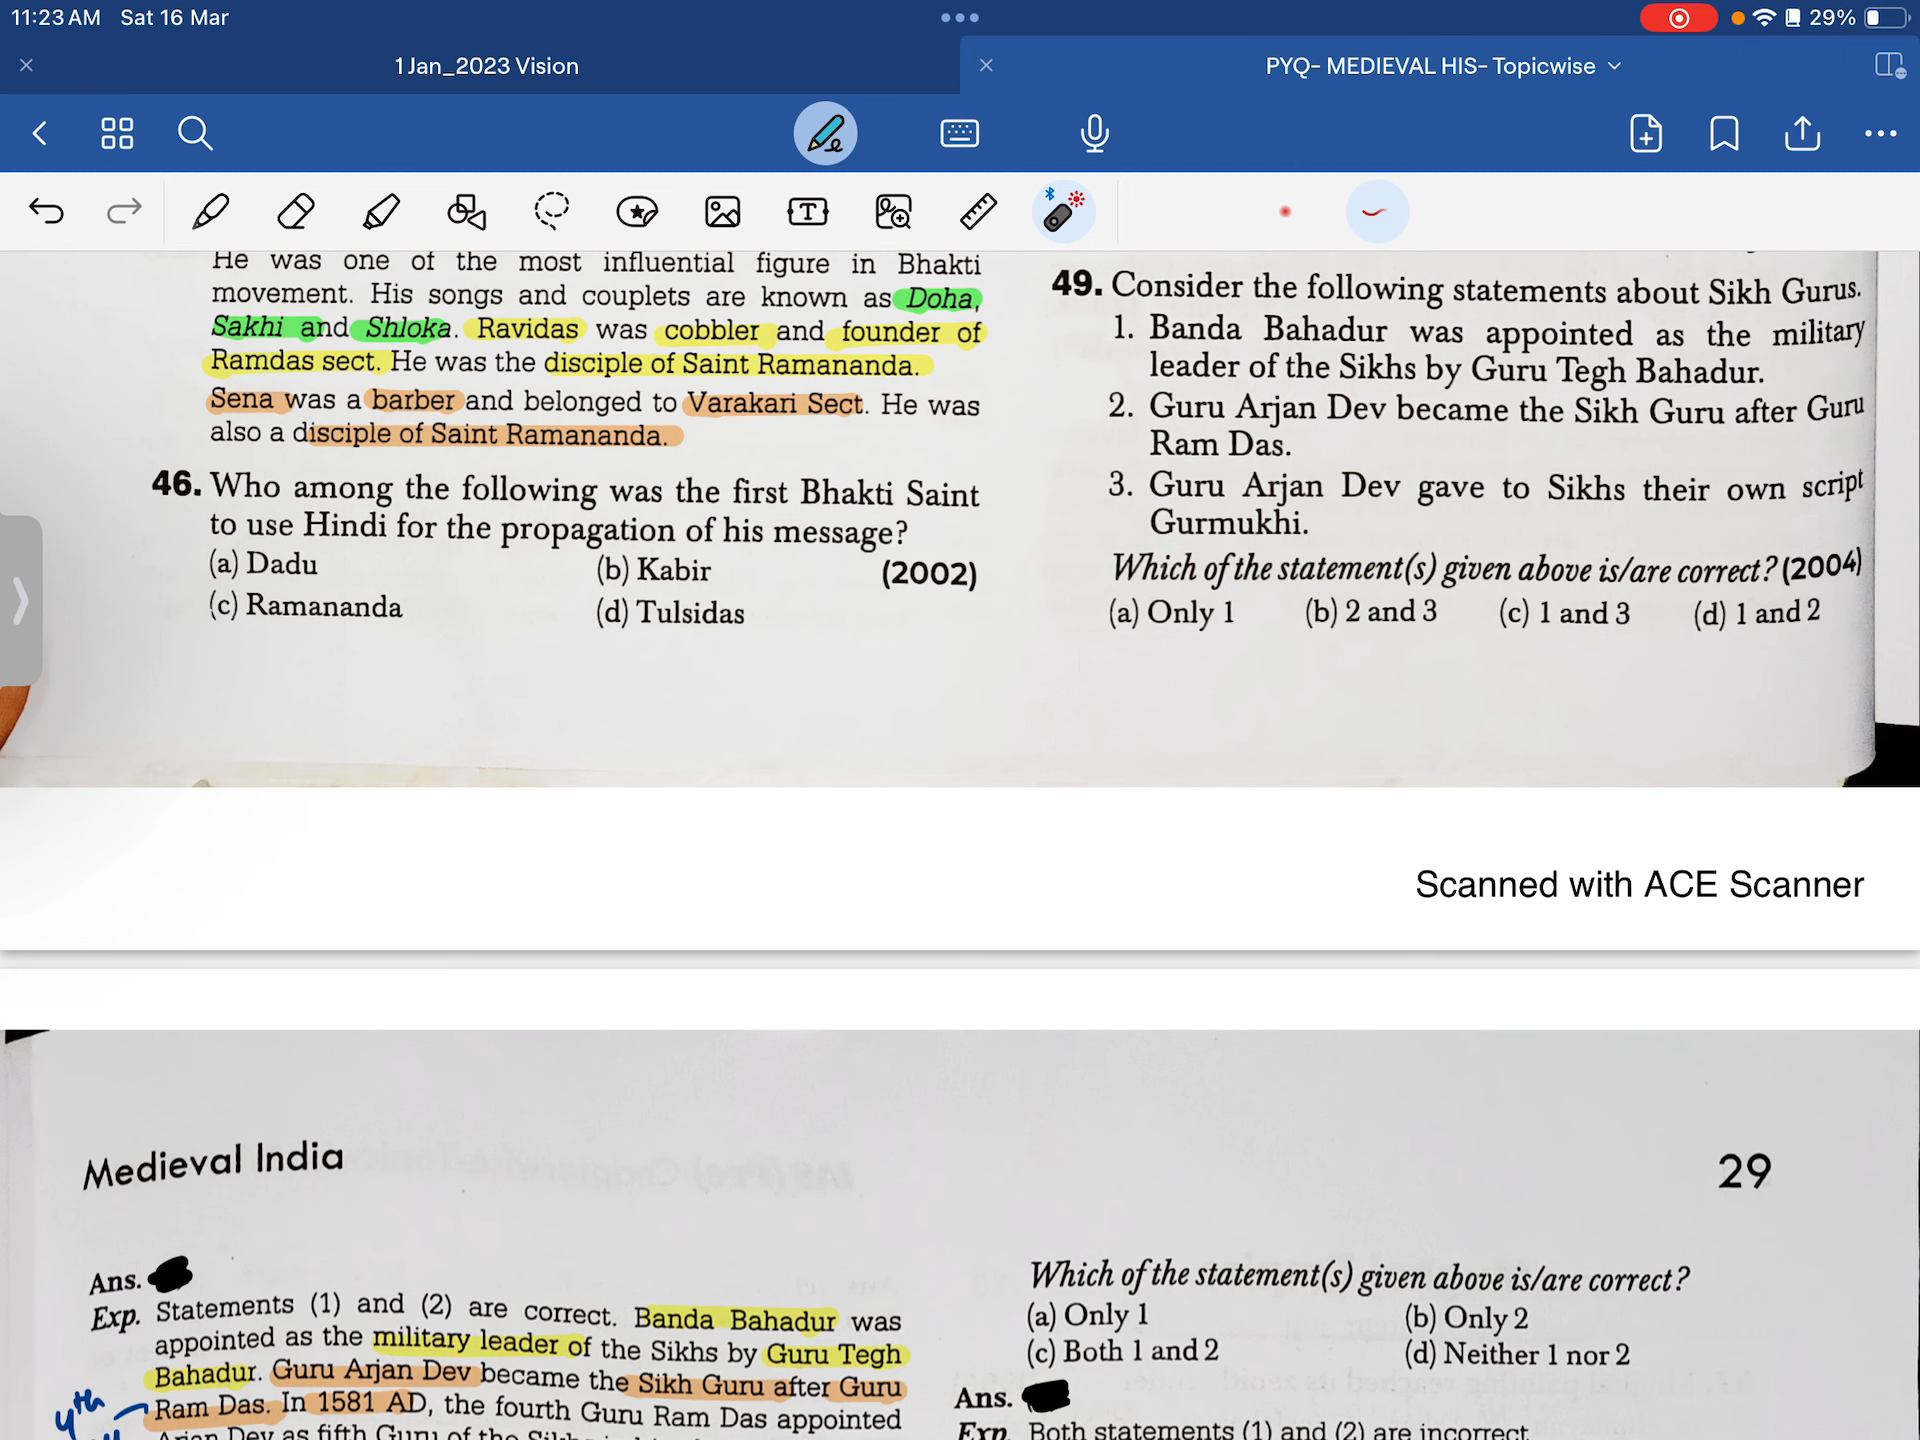 11:23 AM Sat 16 Mar
29%
1Jan_2023 Vision
PYQ- MEDIEVAL HIS- Topicwise
He was one of the most influential figure in Bhakti
movement. His songs and couplets are known as Doha,
Sakhi and Shloka. Ravidas was cobbler and founder of
Ramdas sect. He was the disciple of Saint Ramananda.
Sena was a barber and belonged to Varakari Sect. He was
also a disciple of Saint Ramananda.
46. Who among the following was the first Bhakti Saint
to use Hindi for the propagation of his message?
(a) Dadu (b) Kabir (2002)
(c) Ramananda (d) Tulsidas
49. Consider the following statements about Sikh Gurus.
1. Banda Bahadur was appointed as the military
leader of the Sikhs by Guru Tegh Bahadur.
2. Guru Arjan Dev became the Sikh Guru after Guru
Ram Das.
3. Guru Arjan Dev gave to Sikhs their own script
Gurmukhi.
Which of the statement(s) given above is/are correct? (2004)
(a) Only 1 (b) 2 and 3 (c) 1 and 3 (d) 1 and 2
Scanned with ACE Scanner
Medieval India
29
Ans.
Exp. Statements (1) and (2) are correct. Banda Bahadur was
appointed as the military leader of the Sikhs by Guru Tegh
Bahadur. Guru Arjan Dev became the Sikh Guru after Guru
4th
Ram Das. In 1581 AD, the fourth Guru Ram Das appointed
Arjan Dev as fifth Guru of the
Which of the statement(s) given above is/are correct?
(a) Only 1 (b) Only 2
(c) Both 1 and 2 (d) Neither 1 nor 2
Ans.
Exp. Both statements (1) and (2) are incorrect